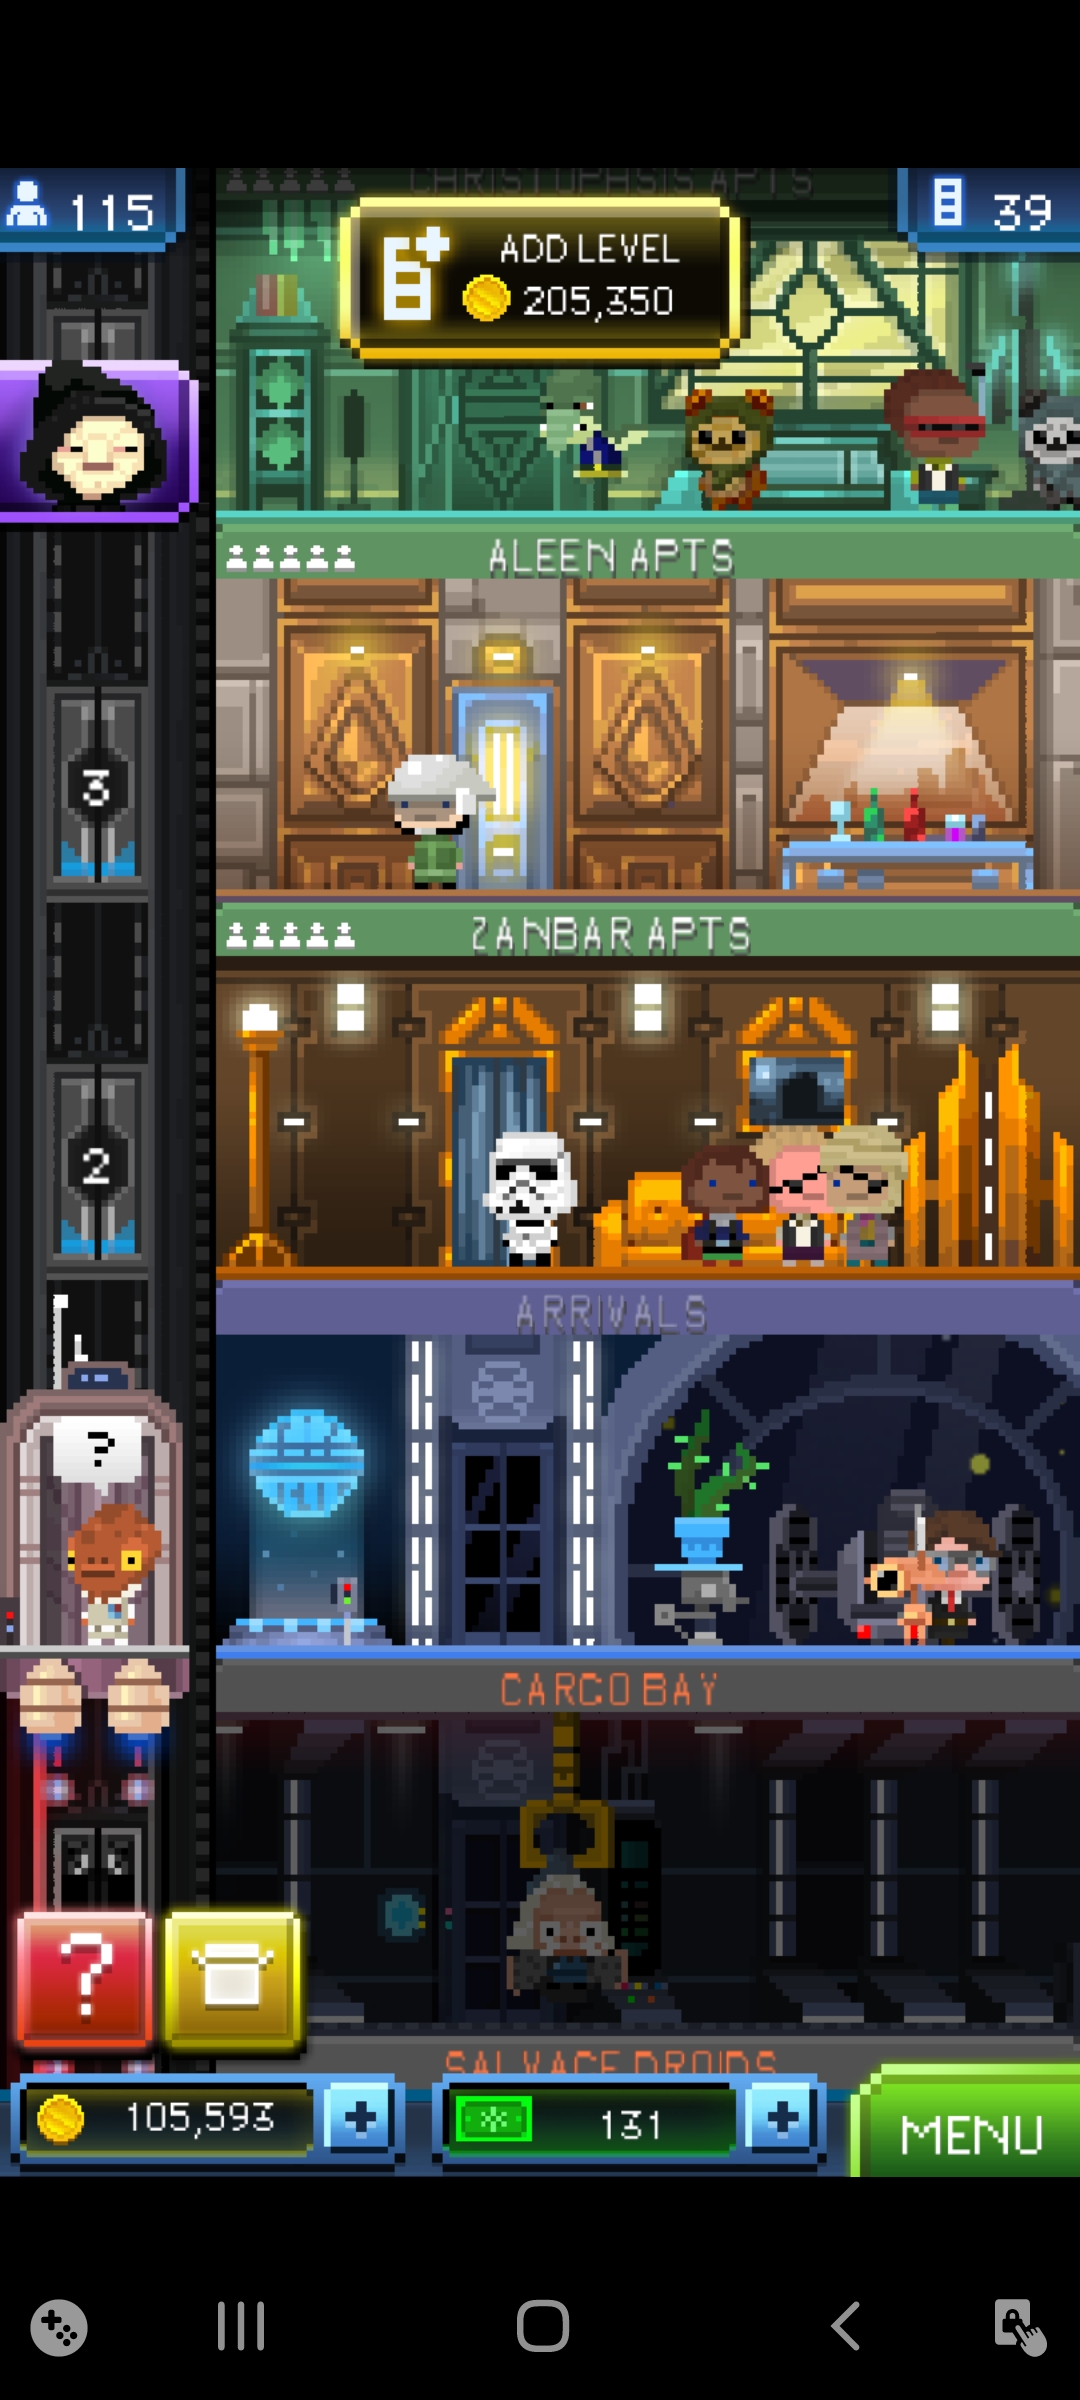 CHRISTOPHSIS APTS
115
39
ADD LEVEL
205,350
ALEEN APTS
3
ZANBAR APTS
2
ARRIVALS
?
CARGO BAY
?
SALVAGE DROIDS
105,593
+
131
+
MENU